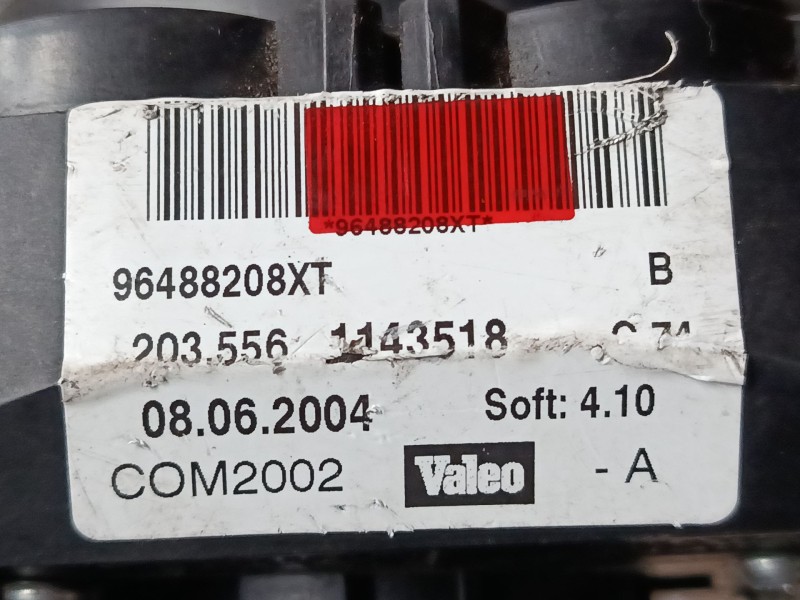 *96488208XT*
96488208XT B
203.556 1143518
08.06.2004 Soft: 4.10
COM2002 Valeo - A